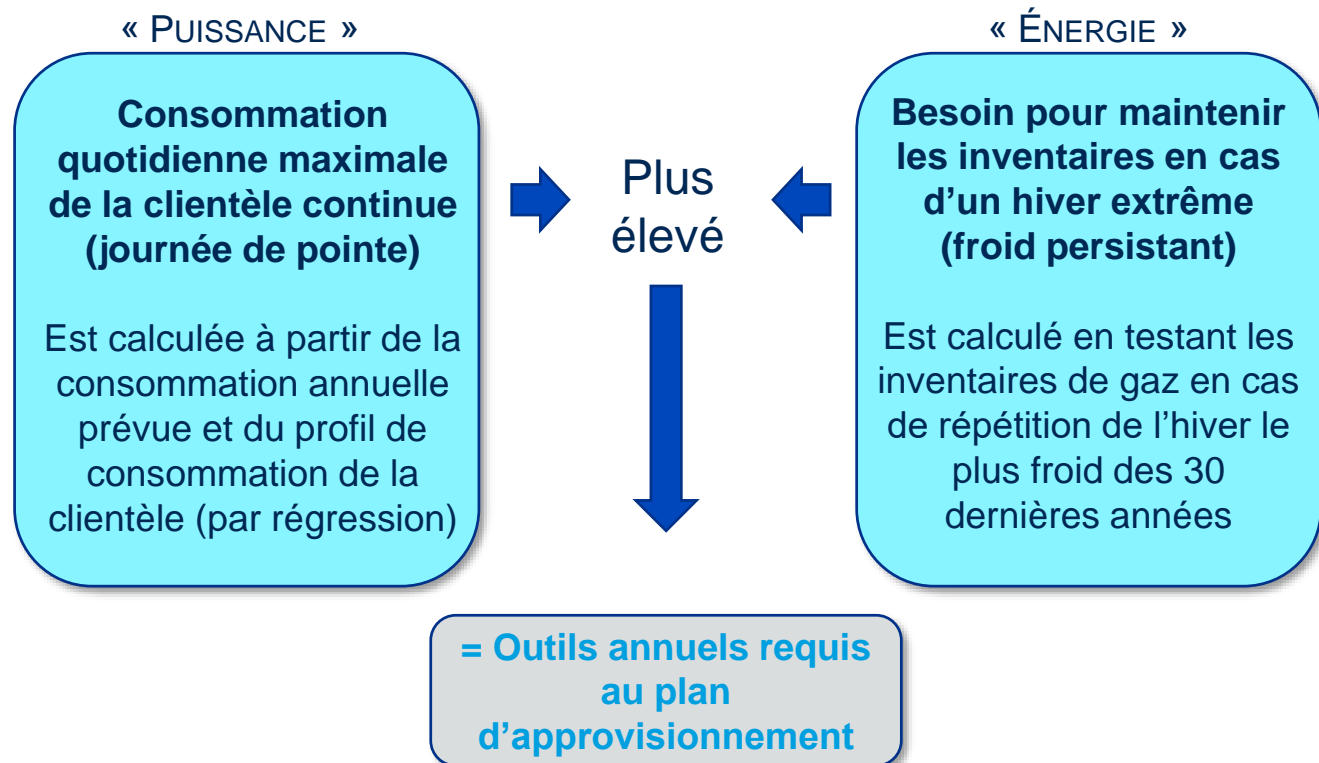 « PUISSANCE »
Consommation
quotidienne maximale
de la clientèle continue
(journée de pointe)
Est calculée à partir de la
consommation annuelle
prévue et du profil de
consommation de la
clientèle (par régression)
Plus
élevé
« ÉNERGIE »
Besoin pour maintenir
les inventaires en cas
d’un hiver extrême
(froid persistant)
Est calculé en testant les
inventaires de gaz en cas
de répétition de l’hiver le
plus froid des 30
dernières années
= Outils annuels requis
au plan
d’approvisionnement